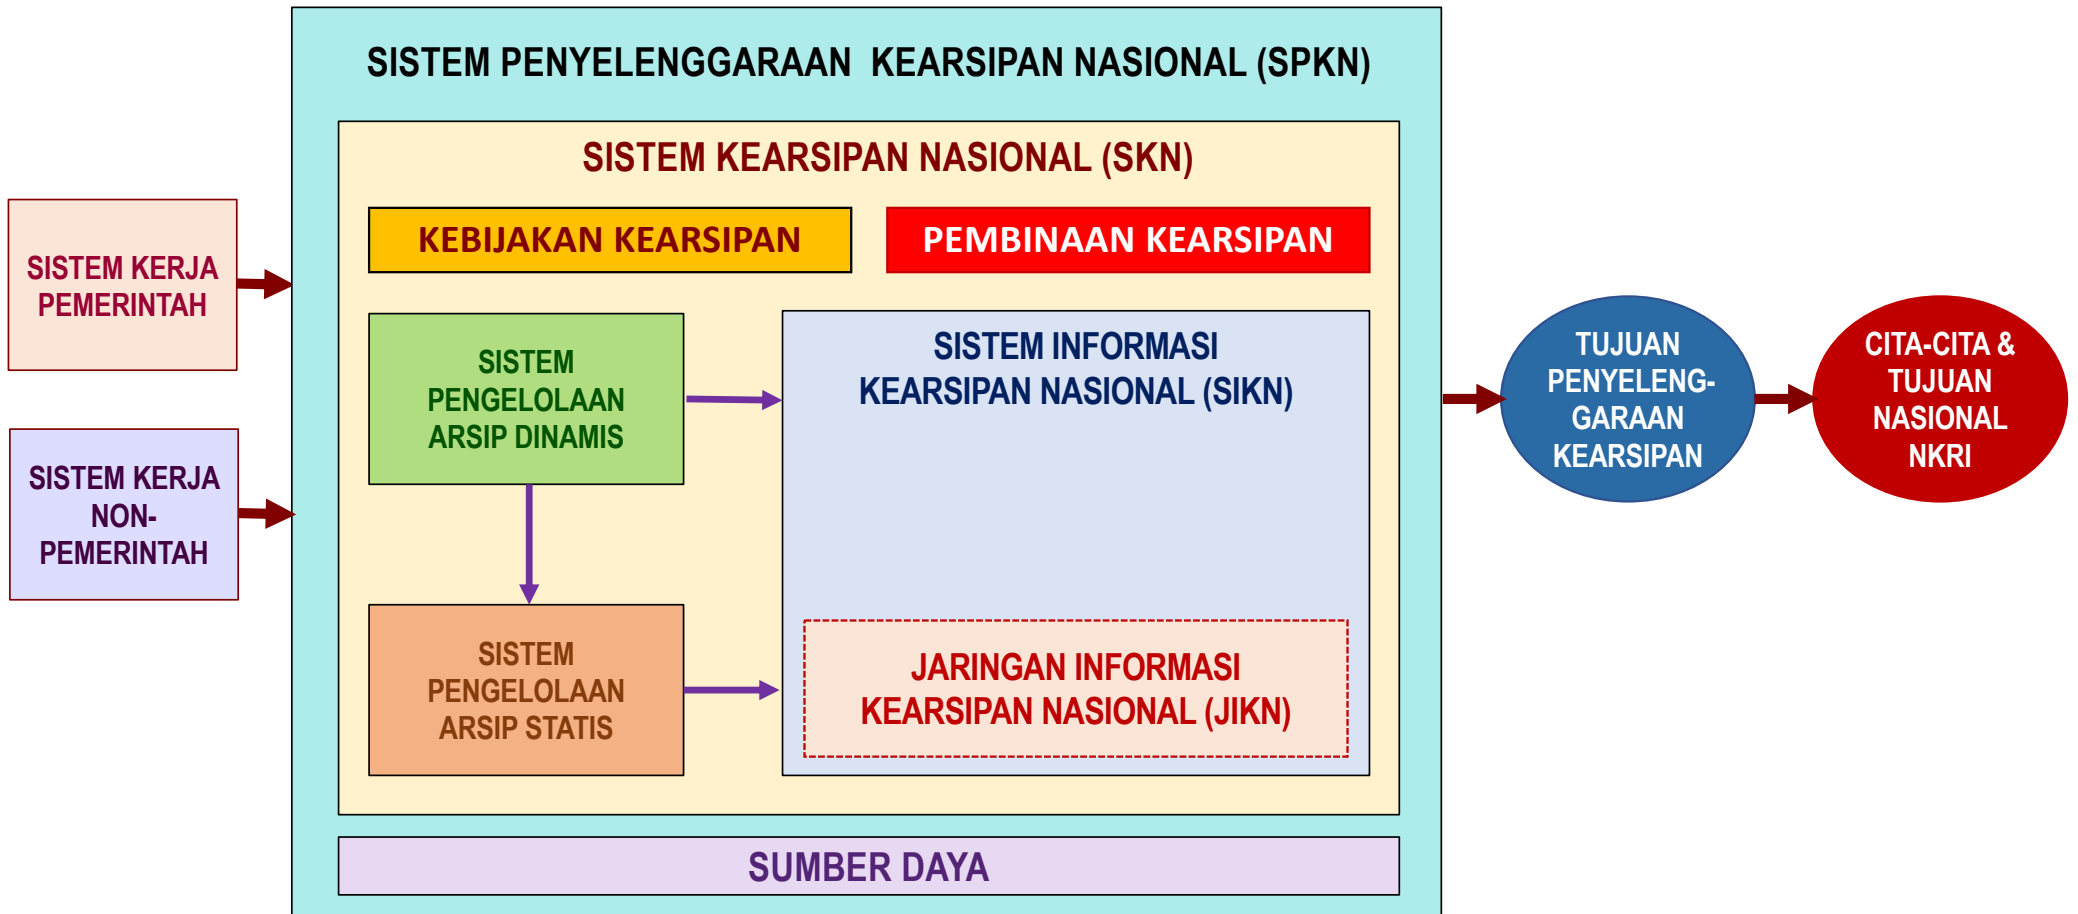 SISTEM PENYELENGGARAAN KEARSIPAN NASIONAL (SPKN)
SISTEM KEARSIPAN NASIONAL (SKN)
KEBIJAKAN KEARSIPAN
PEMBINAAN KEARSIPAN
SISTEM KERJA
PEMERINTAH
SISTEM KERJA
NON-
PEMERINTAH
SISTEM
PENGELOLAAN
ARSIP DINAMIS
SISTEM INFORMASI
KEARSIPAN NASIONAL (SIKN)
SISTEM
PENGELOLAAN
ARSIP STATIS
JARINGAN INFORMASI
KEARSIPAN NASIONAL (JIKN)
SUMBER DAYA
TUJUAN
PENYELENG-
GARAAN
KEARSIPAN
CITA-CITA &
TUJUAN
NASIONAL
NKRI